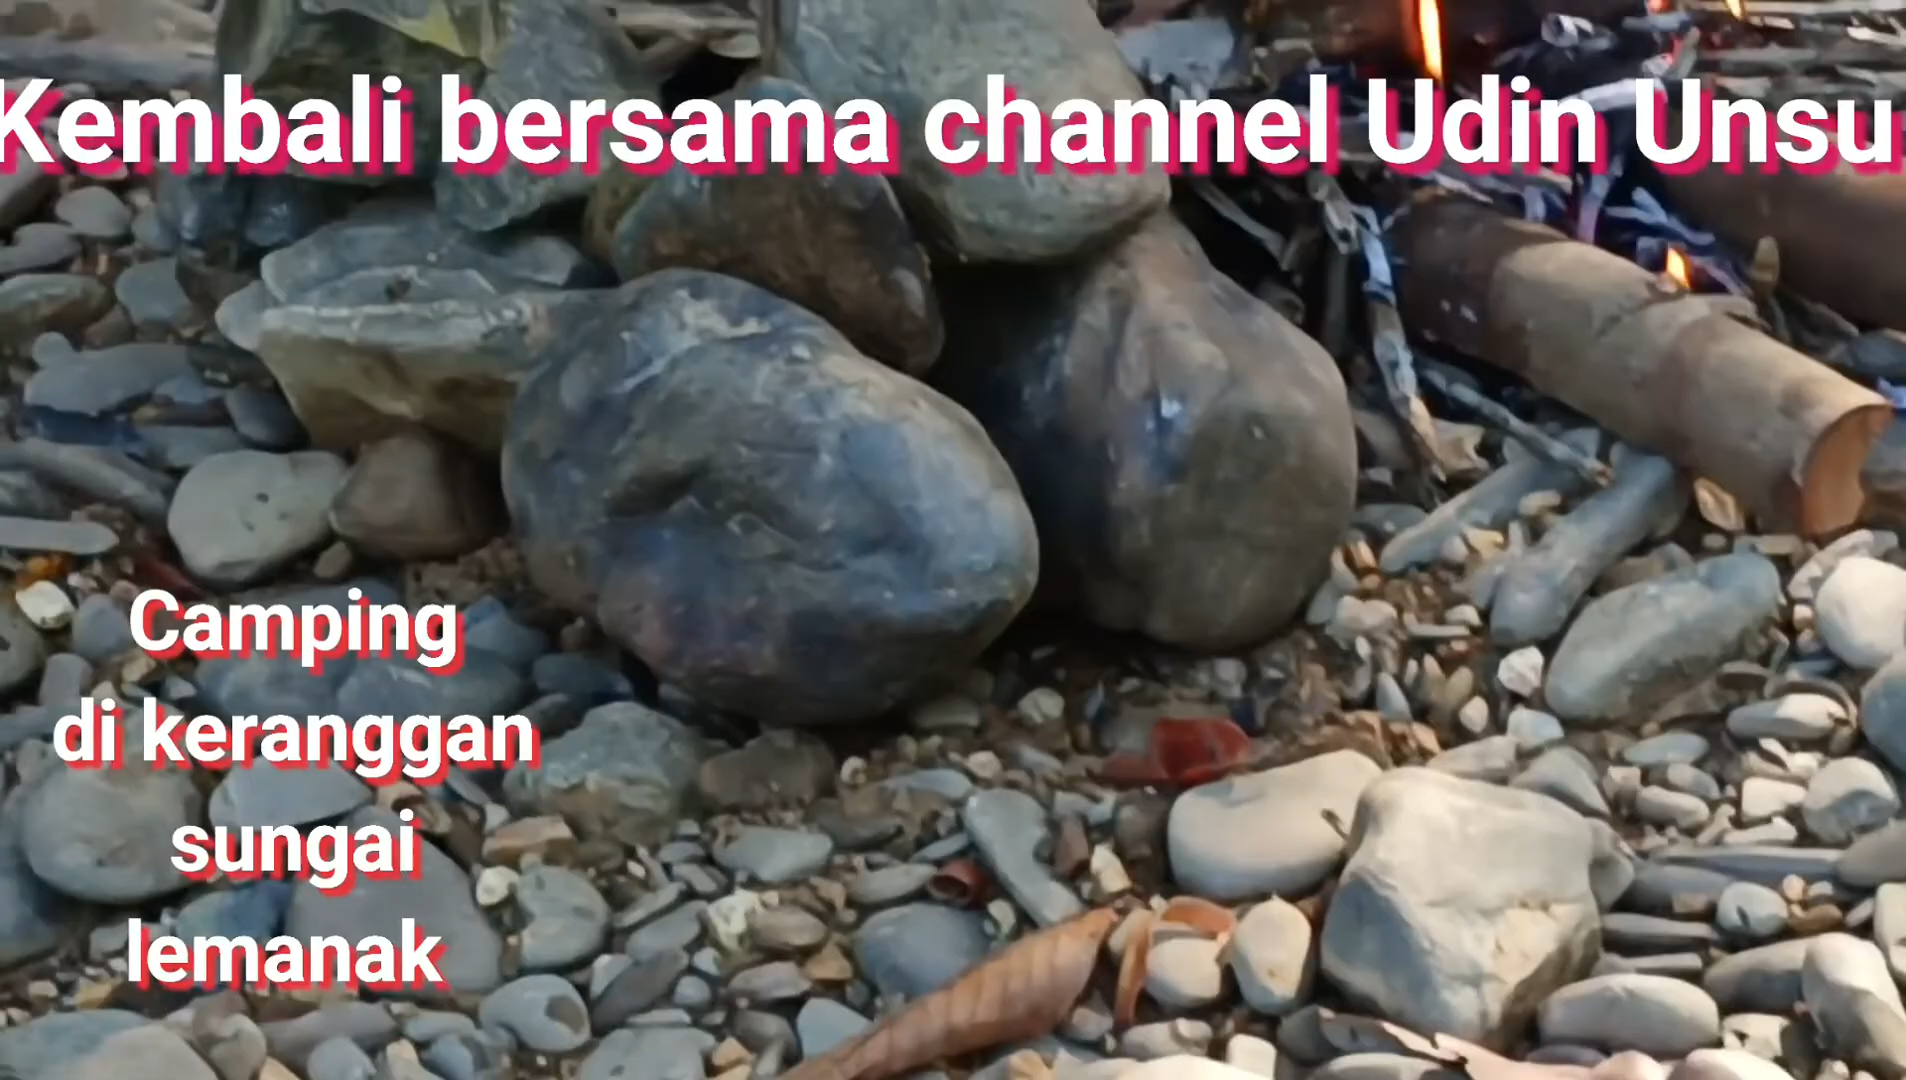 Kembali bersama channel Udin Unsu
Camping
di keranggan
sungai
lemanak